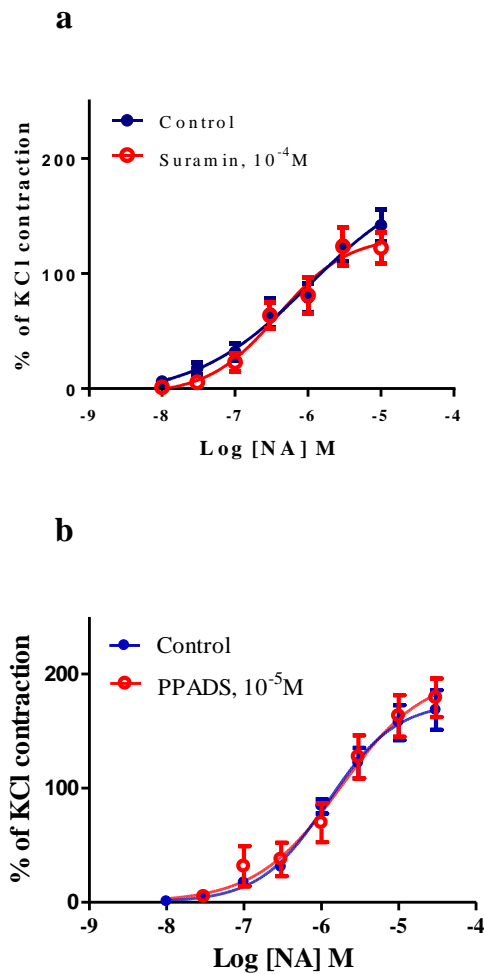 a
% of KCl contraction
Control
Suramin, 10⁻⁴M
200
100
0
-9 -8 -7 -6 -5 -4
Log [NA] M
b
% of KCl contraction
Control
PPADS, 10⁻⁵M
200
100
0
-9 -8 -7 -6 -5 -4
Log [NA] M